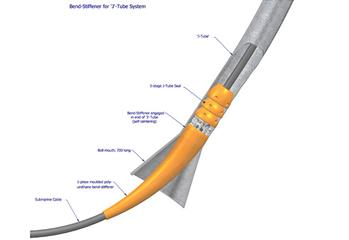 Bend-Stiffener for 'J'-Tube System
'J-Tube'
3-stage J-Tube Seal
Bend-Stiffener engaged
in end of 'J'-Tube
(self centering)
Bell-mouth, 700 long
2-piece moulded poly-
urethane bend-stiffener
Submarine Cable